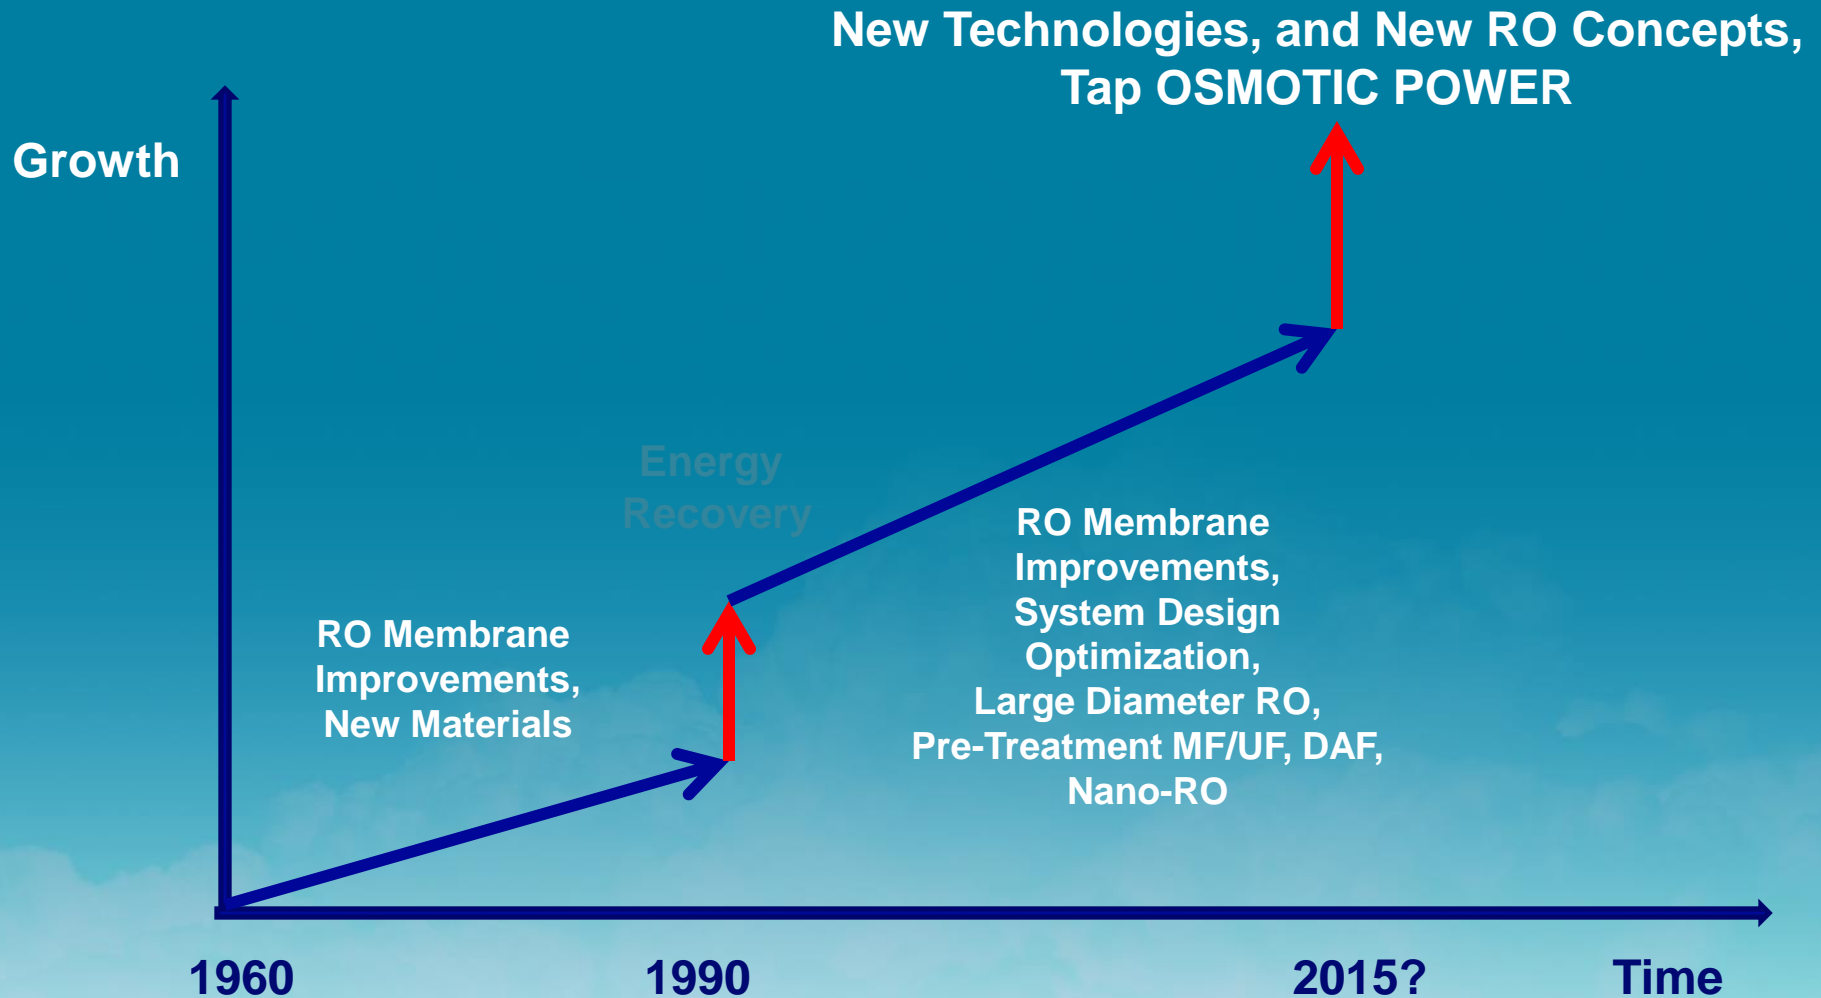 New Technologies, and New RO Concepts,
Tap OSMOTIC POWER
Growth
Energy
Recovery
RO Membrane
Improvements,
New Materials
RO Membrane
Improvements,
System Design
Optimization,
Large Diameter RO,
Pre-Treatment MF/UF, DAF,
Nano-RO
1960
1990
2015?
Time